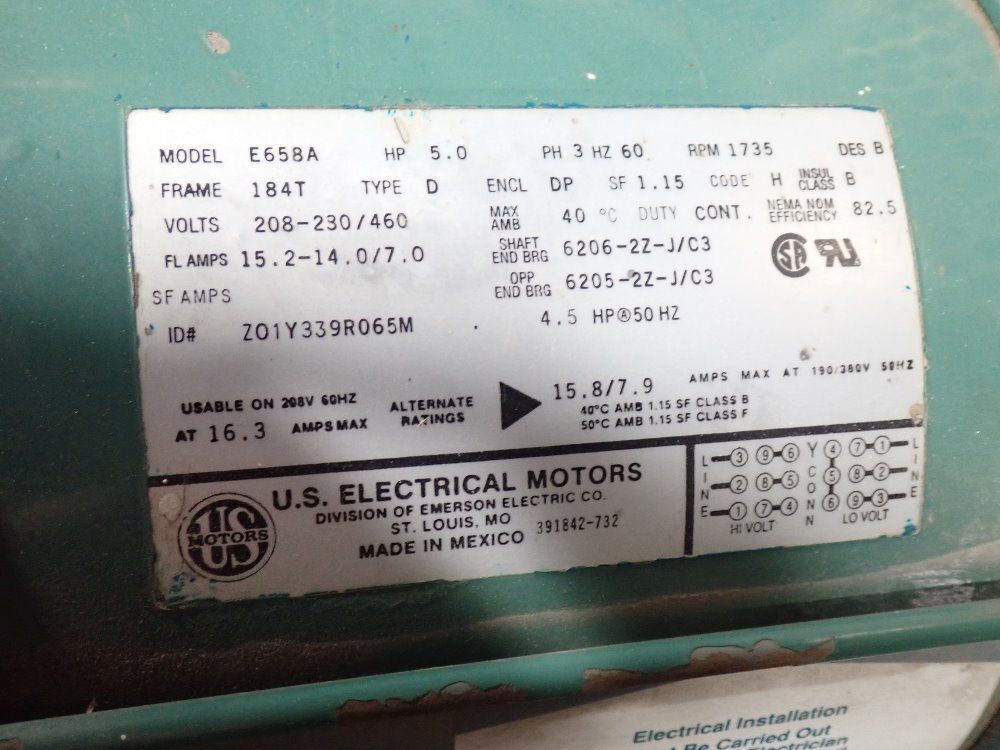 MODEL E658A HP 5.0 PH 3 HZ 60 RPM 1735 DES B
FRAME 184T TYPE D ENCL DP SF 1.15 CODE H INSUL CLASS B
VOLTS 208-230/460 MAX AMB 40 °C DUTY CONT. NEMA NOM EFFICIENCY 82.5
FL AMPS 15.2-14.0/7.0 SHAFT END BRG 6206-2Z-J/C3
SF AMPS OPP END BRG 6205-2Z-J/C3
SA UR
ID# Z01Y339R065M 4.5 HP@50 HZ
USABLE ON 208V 60HZ
AT 16.3 AMPS MAX
ALTERNATE RATINGS
15.8/7.9 AMPS MAX AT 190/380V 50HZ
40°C AMB 1.15 SF CLASS B
50°C AMB 1.15 SF CLASS F
US MOTORS
U.S. ELECTRICAL MOTORS
DIVISION OF EMERSON ELECTRIC CO.
ST. LOUIS, MO 391842-732
MADE IN MEXICO
L 3 9 6 Y 4 7 1 L
I 2 8 5 C O 5 8 2 I
N N
E 1 7 4 N N 6 9 3 E
HI VOLT LO VOLT
Electrical Installation
Be Carried Out
Electrician